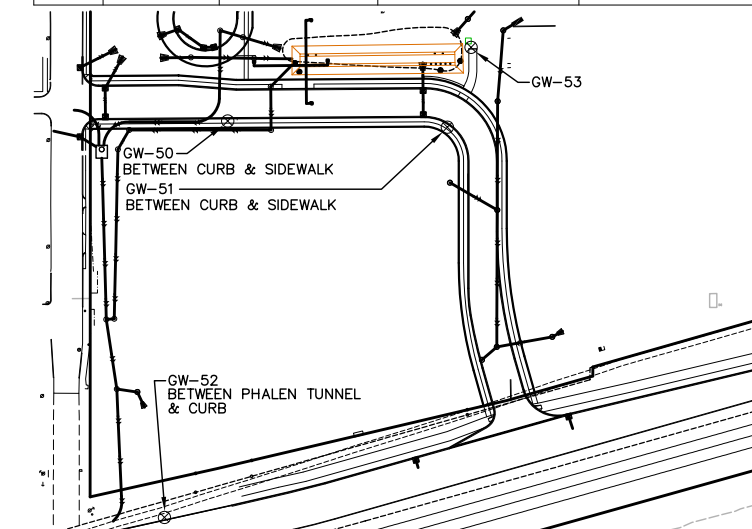 GW-53
GW-50
BETWEEN CURB & SIDEWALK
GW-51
BETWEEN CURB & SIDEWALK
GW-52
BETWEEN PHALEN TUNNEL
& CURB